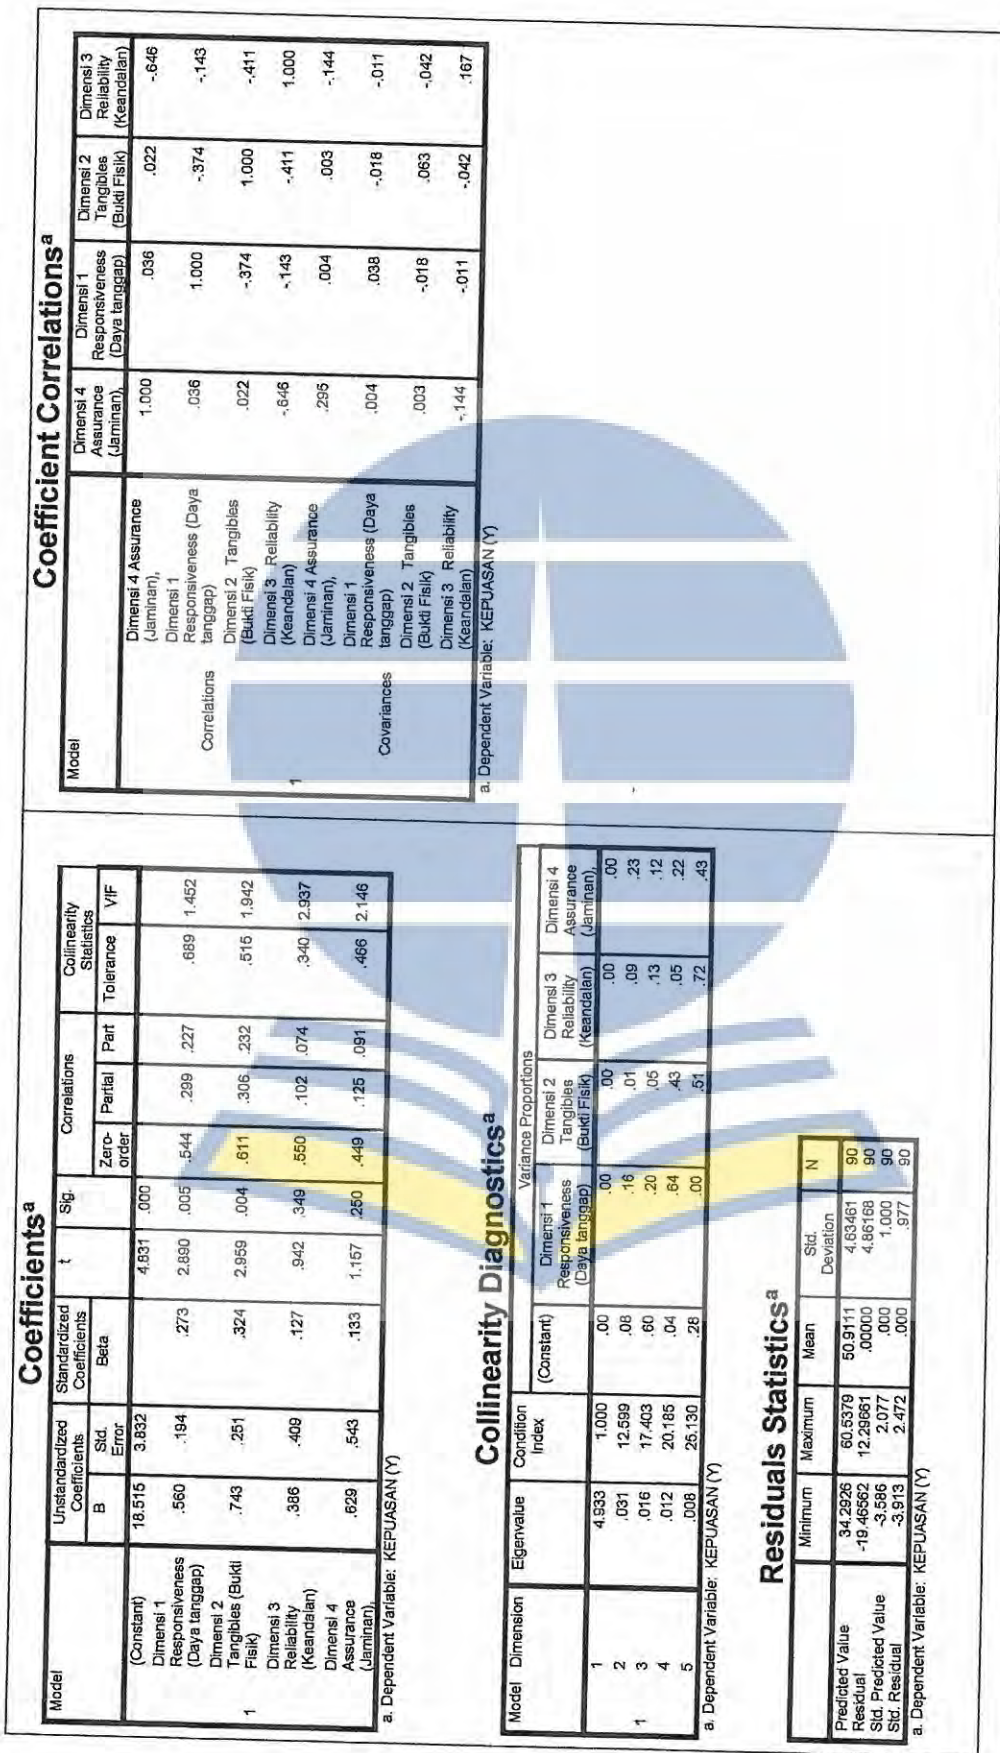 Coefficientsᵃ
Model | Unstandardized Coefficients | Standardized Coefficients | t | Sig. | Correlations | Collinearity Statistics
B | Std. Error | Beta | Zero-order | Partial | Part | Tolerance | VIF
1 | (Constant) | 18.515 | 3.832 | 4.831 | .000
Dimensi 1 Responsiveness (Daya tanggap) | .560 | .194 | .273 | 2.890 | .005 | .544 | .299 | .227 | .689 | 1.452
Dimensi 2 Tangibles (Bukti Fisik) | .743 | .251 | .324 | 2.959 | .004 | .611 | .306 | .232 | .515 | 1.942
Dimensi 3 Reliability (Keandalan) | .386 | .409 | .127 | .942 | .349 | .550 | .102 | .074 | .340 | 2.937
Dimensi 4 Assurance (Jaminan), | .629 | .543 | .133 | 1.157 | .250 | .449 | .125 | .091 | .466 | 2.146
a. Dependent Variable: KEPUASAN (Y)
Coefficient Correlationsᵃ
Model | Dimensi 4 Assurance (Jaminan), | Dimensi 1 Responsiveness (Daya tanggap) | Dimensi 2 Tangibles (Bukti Fisik) | Dimensi 3 Reliability (Keandalan)
1 | Correlations | Dimensi 4 Assurance (Jaminan), | 1.000 | .036 | .022 | -.646
Dimensi 1 Responsiveness (Daya tanggap) | .036 | 1.000 | -.374 | -.143
Dimensi 2 Tangibles (Bukti Fisik) | .022 | -.374 | 1.000 | -.411
Dimensi 3 Reliability (Keandalan) | -.646 | -.143 | -.411 | 1.000
Covariances | Dimensi 4 Assurance (Jaminan), | .295 | .004 | .003 | -.144
Dimensi 1 Responsiveness (Daya tanggap) | .004 | .038 | -.018 | -.011
Dimensi 2 Tangibles (Bukti Fisik) | .003 | -.018 | .063 | -.042
Dimensi 3 Reliability (Keandalan) | -.144 | -.011 | -.042 | .167
a. Dependent Variable: KEPUASAN (Y)
Collinearity Diagnosticsᵃ
Model | Dimension | Eigenvalue | Condition Index | Variance Proportions
(Constant) | Dimensi 1 Responsiveness (Daya tanggap) | Dimensi 2 Tangibles (Bukti Fisik) | Dimensi 3 Reliability (Keandalan) | Dimensi 4 Assurance (Jaminan),
1 | 1 | 4.933 | 1.000 | .00 | .00 | .00 | .00 | .00
2 | .031 | 12.599 | .08 | .16 | .01 | .09 | .23
3 | .016 | 17.403 | .60 | .20 | .05 | .13 | .12
4 | .012 | 20.185 | .04 | .64 | .43 | .05 | .22
5 | .008 | 25.130 | .28 | .00 | .51 | .72 | .43
a. Dependent Variable: KEPUASAN (Y)
Residuals Statisticsᵃ
Minimum | Maximum | Mean | Std. Deviation | N
Predicted Value | 34.2926 | 60.5379 | 50.9111 | 4.63461 | 90
Residual | -19.46562 | 12.29661 | .00000 | 4.86168 | 90
Std. Predicted Value | -3.586 | 2.077 | .000 | 1.000 | 90
Std. Residual | -3.913 | 2.472 | .000 | .977 | 90
a. Dependent Variable: KEPUASAN (Y)